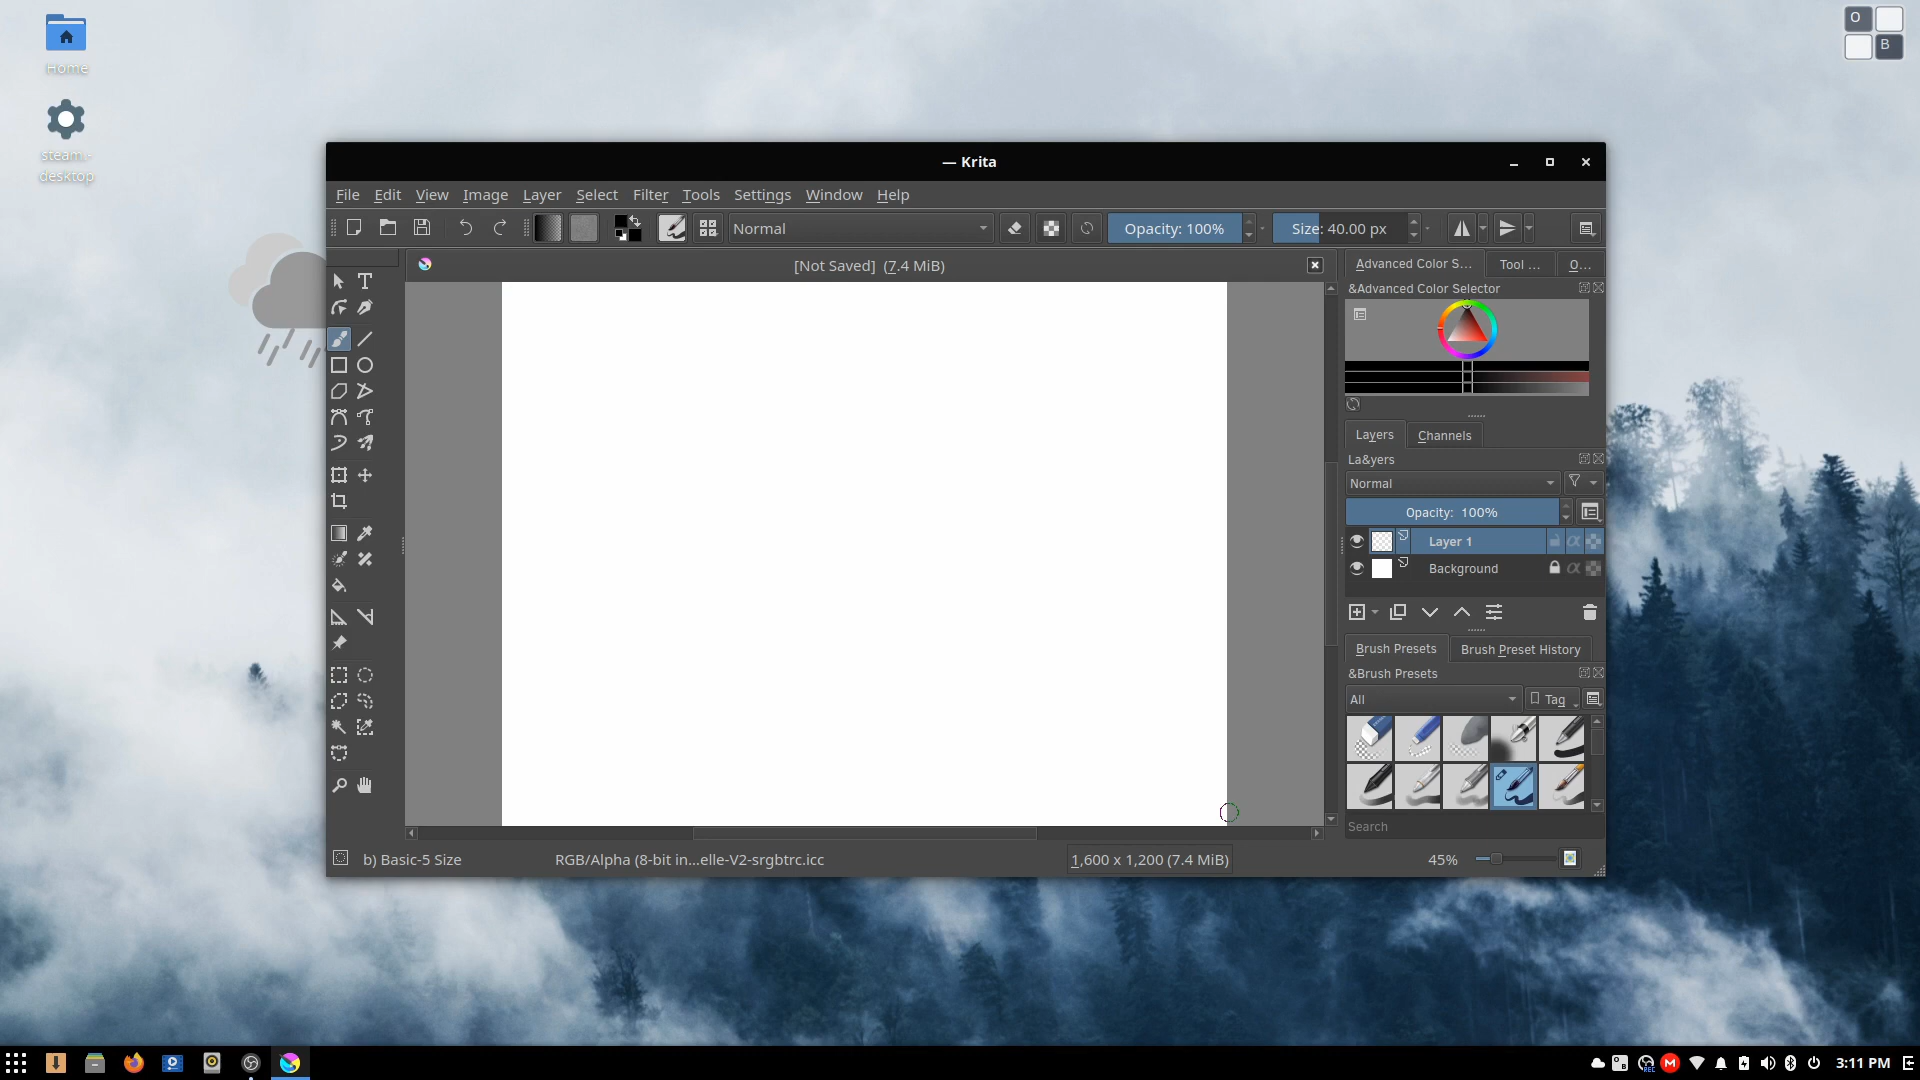 Home
steam.-
desktop
O
B
— Krita
File Edit View Image Layer Select Filter Tools Settings Window Help
Normal
Opacity: 100%
Size: 40.00 px
[Not Saved] (7.4 MiB)
Advanced Color S... Tool ... O...
&Advanced Color Selector
Layers Channels
La&yers
Normal
Opacity: 100%
Layer 1
Background
Brush Presets Brush Preset History
&Brush Presets
All Tag
Search
b) Basic-5 Size RGB/Alpha (8-bit in...elle-V2-srgbtrc.icc 1,600 x 1,200 (7.4 MiB) 45%
REC M 3:11 PM